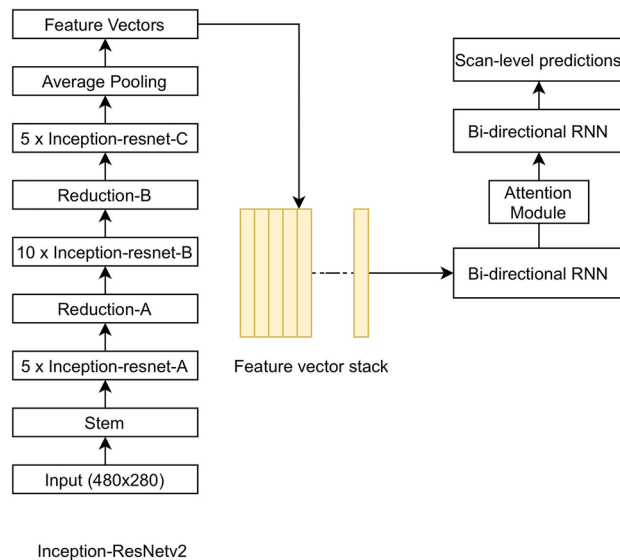 Feature Vectors
Average Pooling
5 x Inception-resnet-C
Reduction-B
10 x Inception-resnet-B
Reduction-A
5 x Inception-resnet-A
Stem
Input (480x280)
Inception-ResNetv2
Feature vector stack
Scan-level predictions
Bi-directional RNN
Attention
Module
Bi-directional RNN